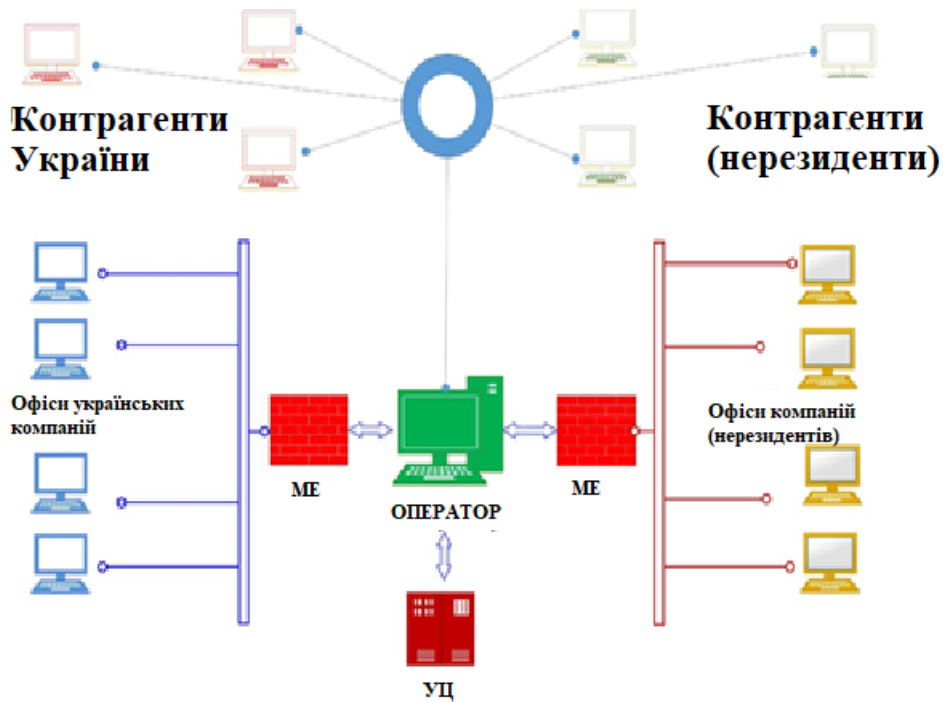 Контрагенти
України
Контрагенти
(нерезиденти)
Офіси українських
компаній
Офіси компаній
(нерезидентів)
МЕ
МЕ
ОПЕРАТОР
УЦ